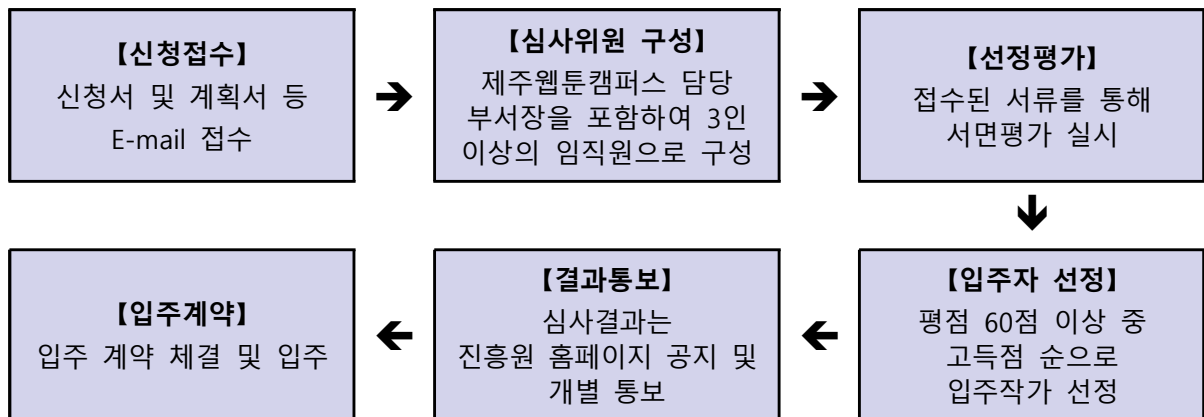 【신청접수】
신청서 및 계획서 등
E-mail 접수
【심사위원 구성】
제주웹툰캠퍼스 담당
부서장을 포함하여 3인
이상의 임직원으로 구성
【선정평가】
접수된 서류를 통해
서면평가 실시
【입주자 선정】
평점 60점 이상 중
고득점 순으로
입주작가 선정
【결과통보】
심사결과는
진흥원 홈페이지 공지 및
개별 통보
【입주계약】
입주 계약 체결 및 입주